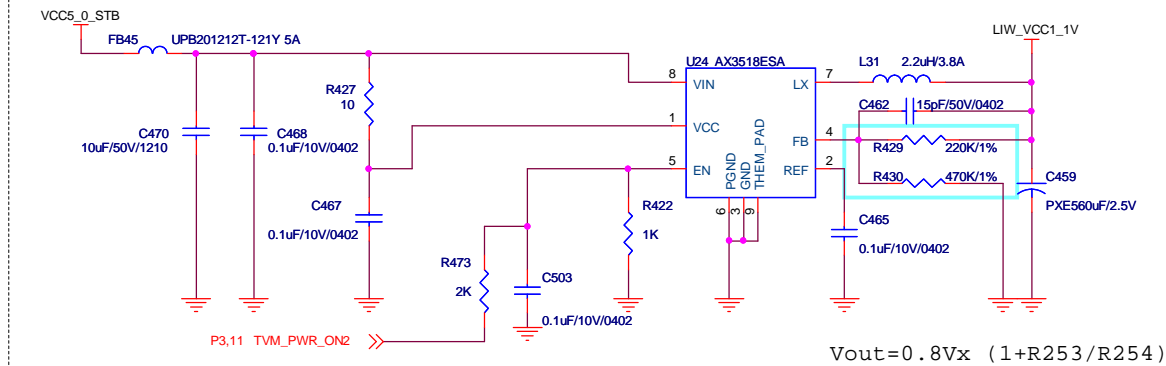 VCC5_0_STB
FB45 UPB201212T-121Y 5A
LIW_VCC1_1V
U24 AX3518ESA
L31 2.2uH/3.8A
8 VIN
LX 7
R427
10
C462 15pF/50V/0402
C470
10uF/50V/1210
C468
0.1uF/10V/0402
1 VCC
FB 4
R429 220K/1%
5 EN
REF 2
R430 470K/1%
C459
PXE560uF/2.5V
PGND
GND
THEM_PAD
6
3
9
C467
0.1uF/10V/0402
R422
1K
C465
0.1uF/10V/0402
R473
2K
C503
0.1uF/10V/0402
P3,11 TVM_PWR_ON2
Vout=0.8Vx (1+R253/R254)